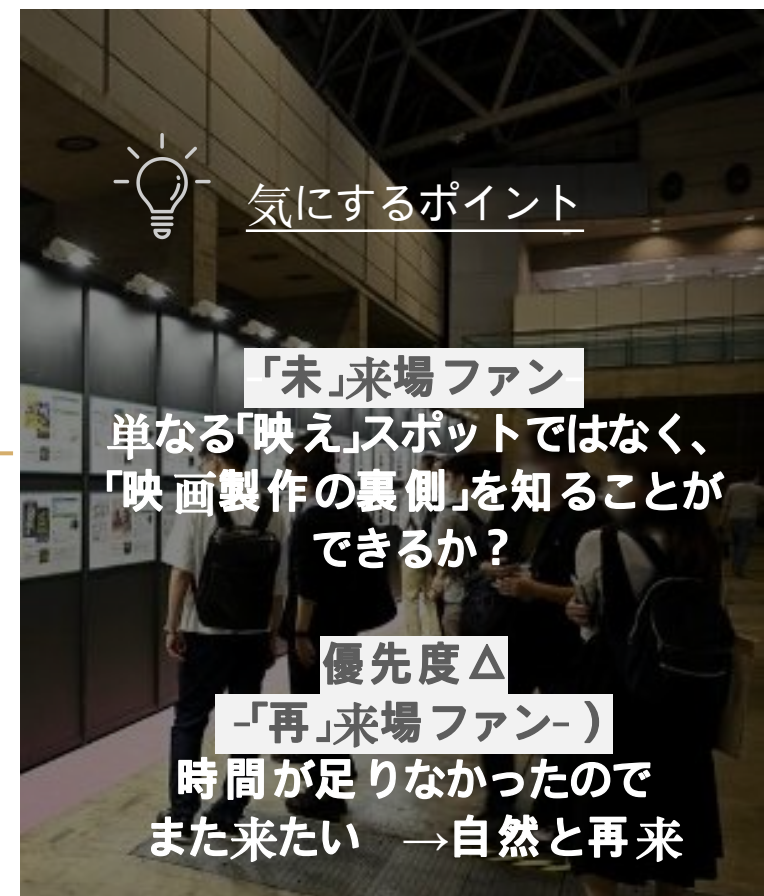 気にするポイント
-「未」来場ファン-
単なる「映え」スポットではなく、
「映画製作の裏側」を知ることが
できるか？
優先度△
-「再」来場ファン-）
時間が足りなかったので
また来たい　→自然と再来